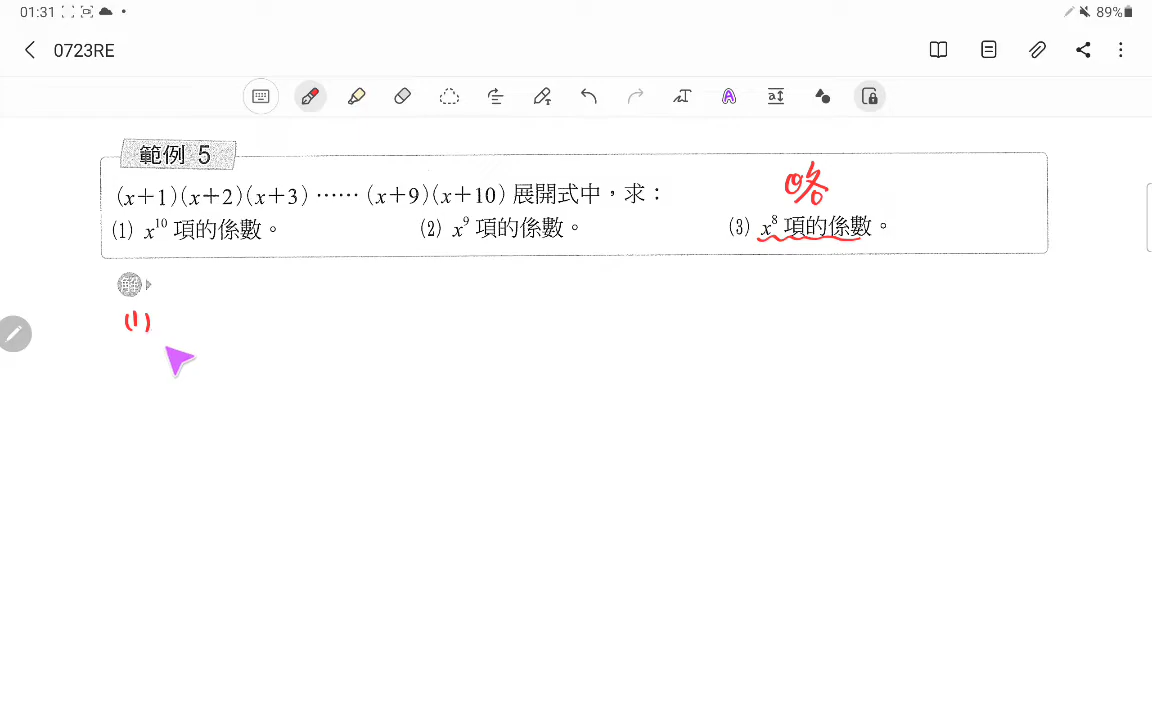 01:31 89%
0723RE
範例 5
(x+1)(x+2)(x+3)⋯⋯(x+9)(x+10)展開式中,求: 略
(1) x¹⁰ 項的係數。 (2) x⁹ 項的係數。 (3) x⁸ 項的係數。
解
(1)